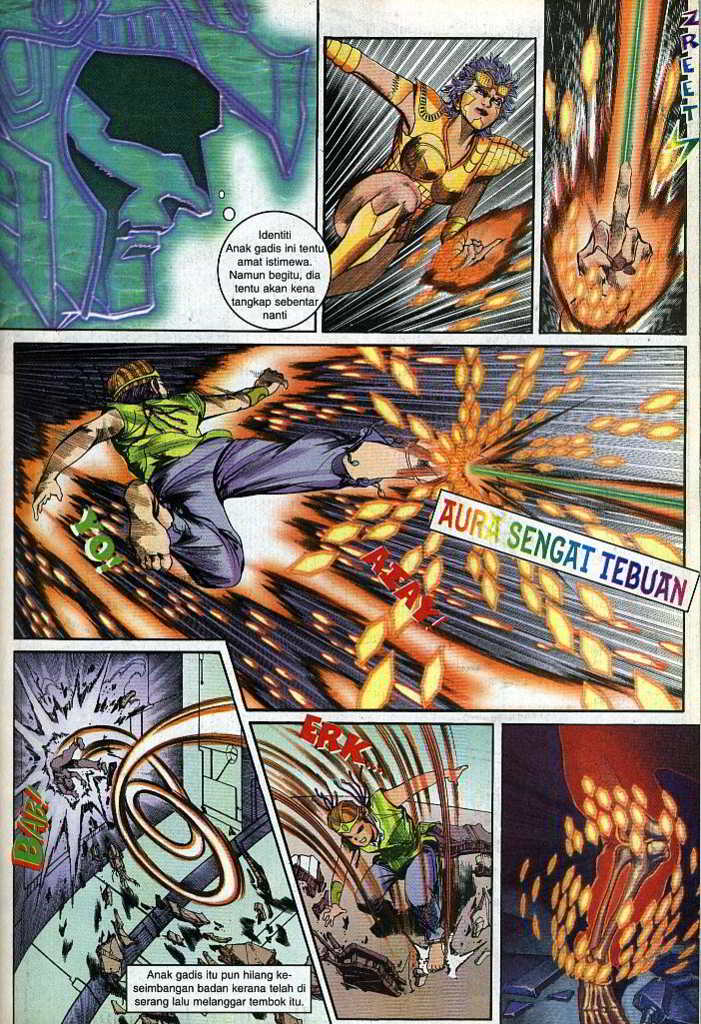 ZREET
Identiti
Anak gadis ini tentu
amat istimewa.
Namun begitu, dia
tentu akan kena
tangkap sebentar
nanti
YO!
AURA SENGAT TEBUAN
BAP!
ERK...
Anak gadis itu pun hilang ke-
seimbangan badan kerana telah di
serang lalu melanggar tembok itu.